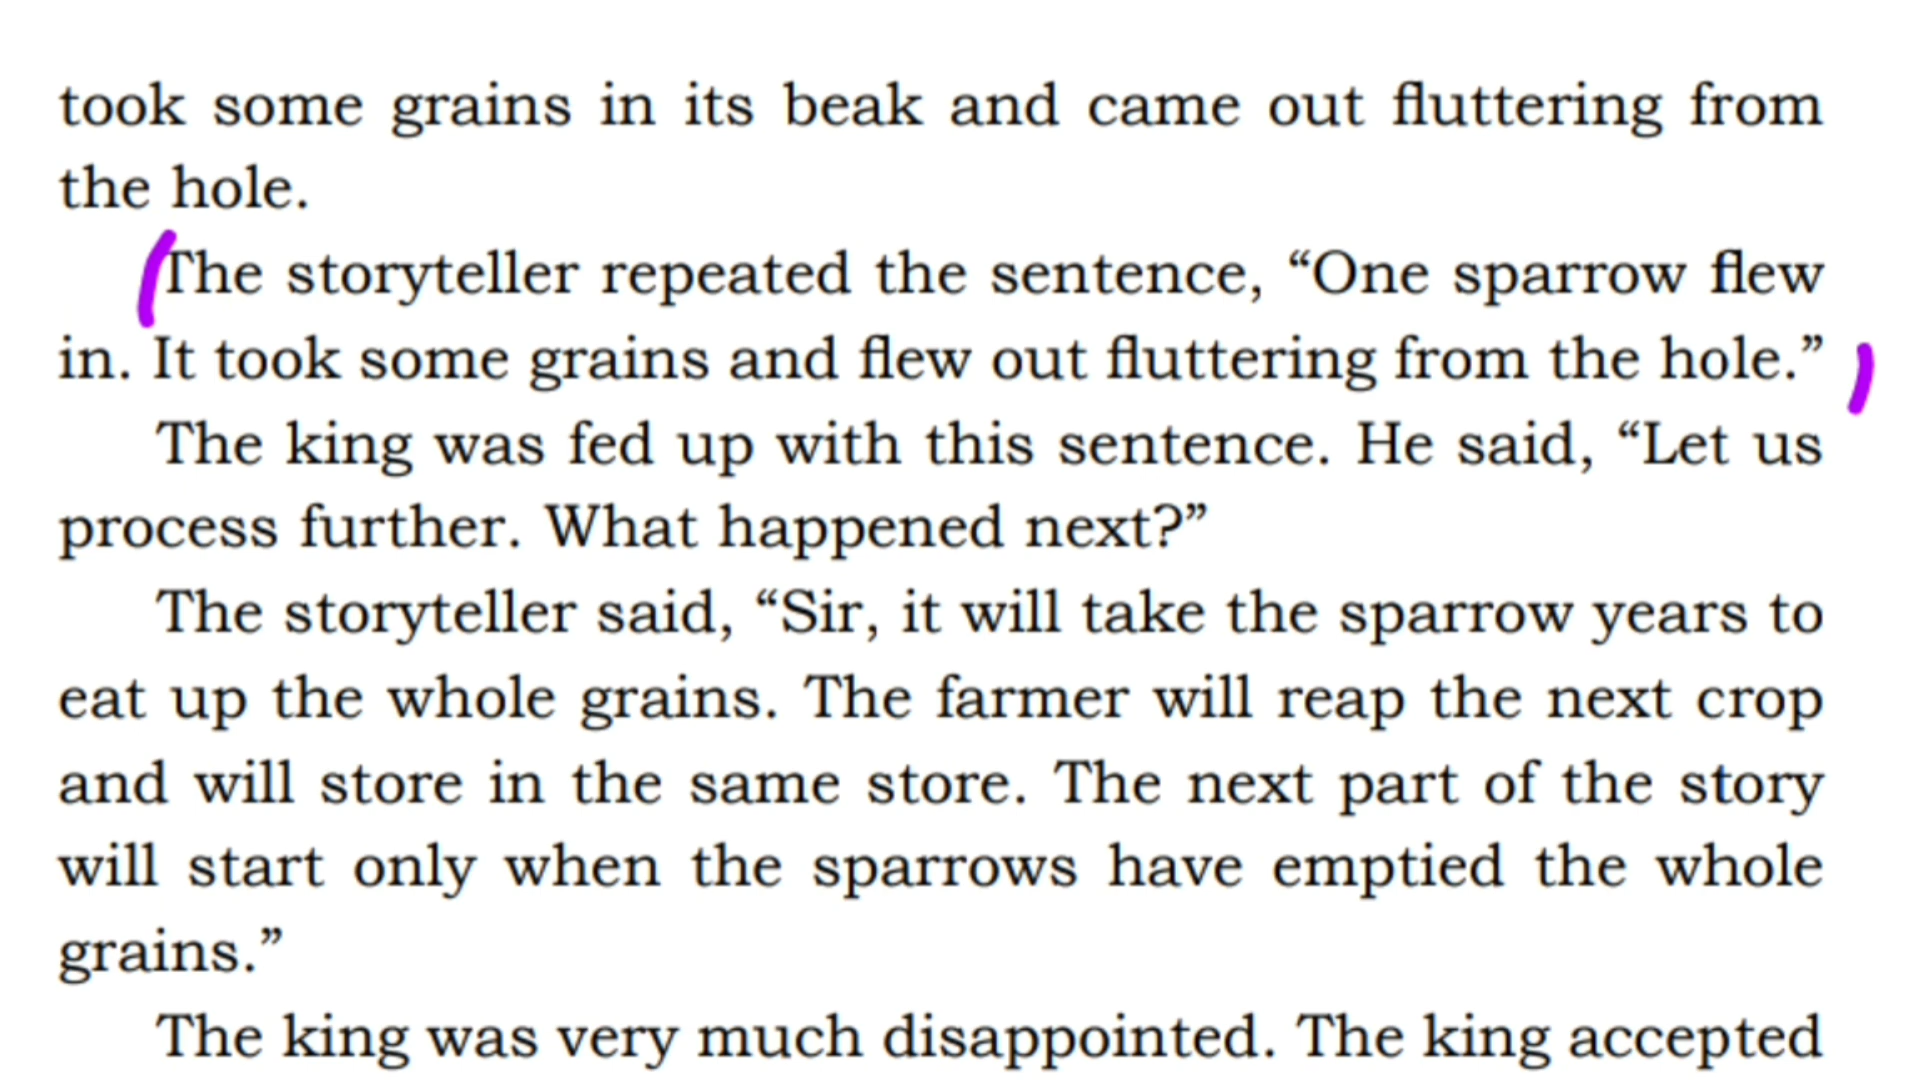 took some grains in its beak and came out fluttering from
the hole.
The storyteller repeated the sentence, “One sparrow flew
in. It took some grains and flew out fluttering from the hole.”
The king was fed up with this sentence. He said, “Let us
process further. What happened next?”
The storyteller said, “Sir, it will take the sparrow years to
eat up the whole grains. The farmer will reap the next crop
and will store in the same store. The next part of the story
will start only when the sparrows have emptied the whole
grains.”
The king was very much disappointed. The king accepted